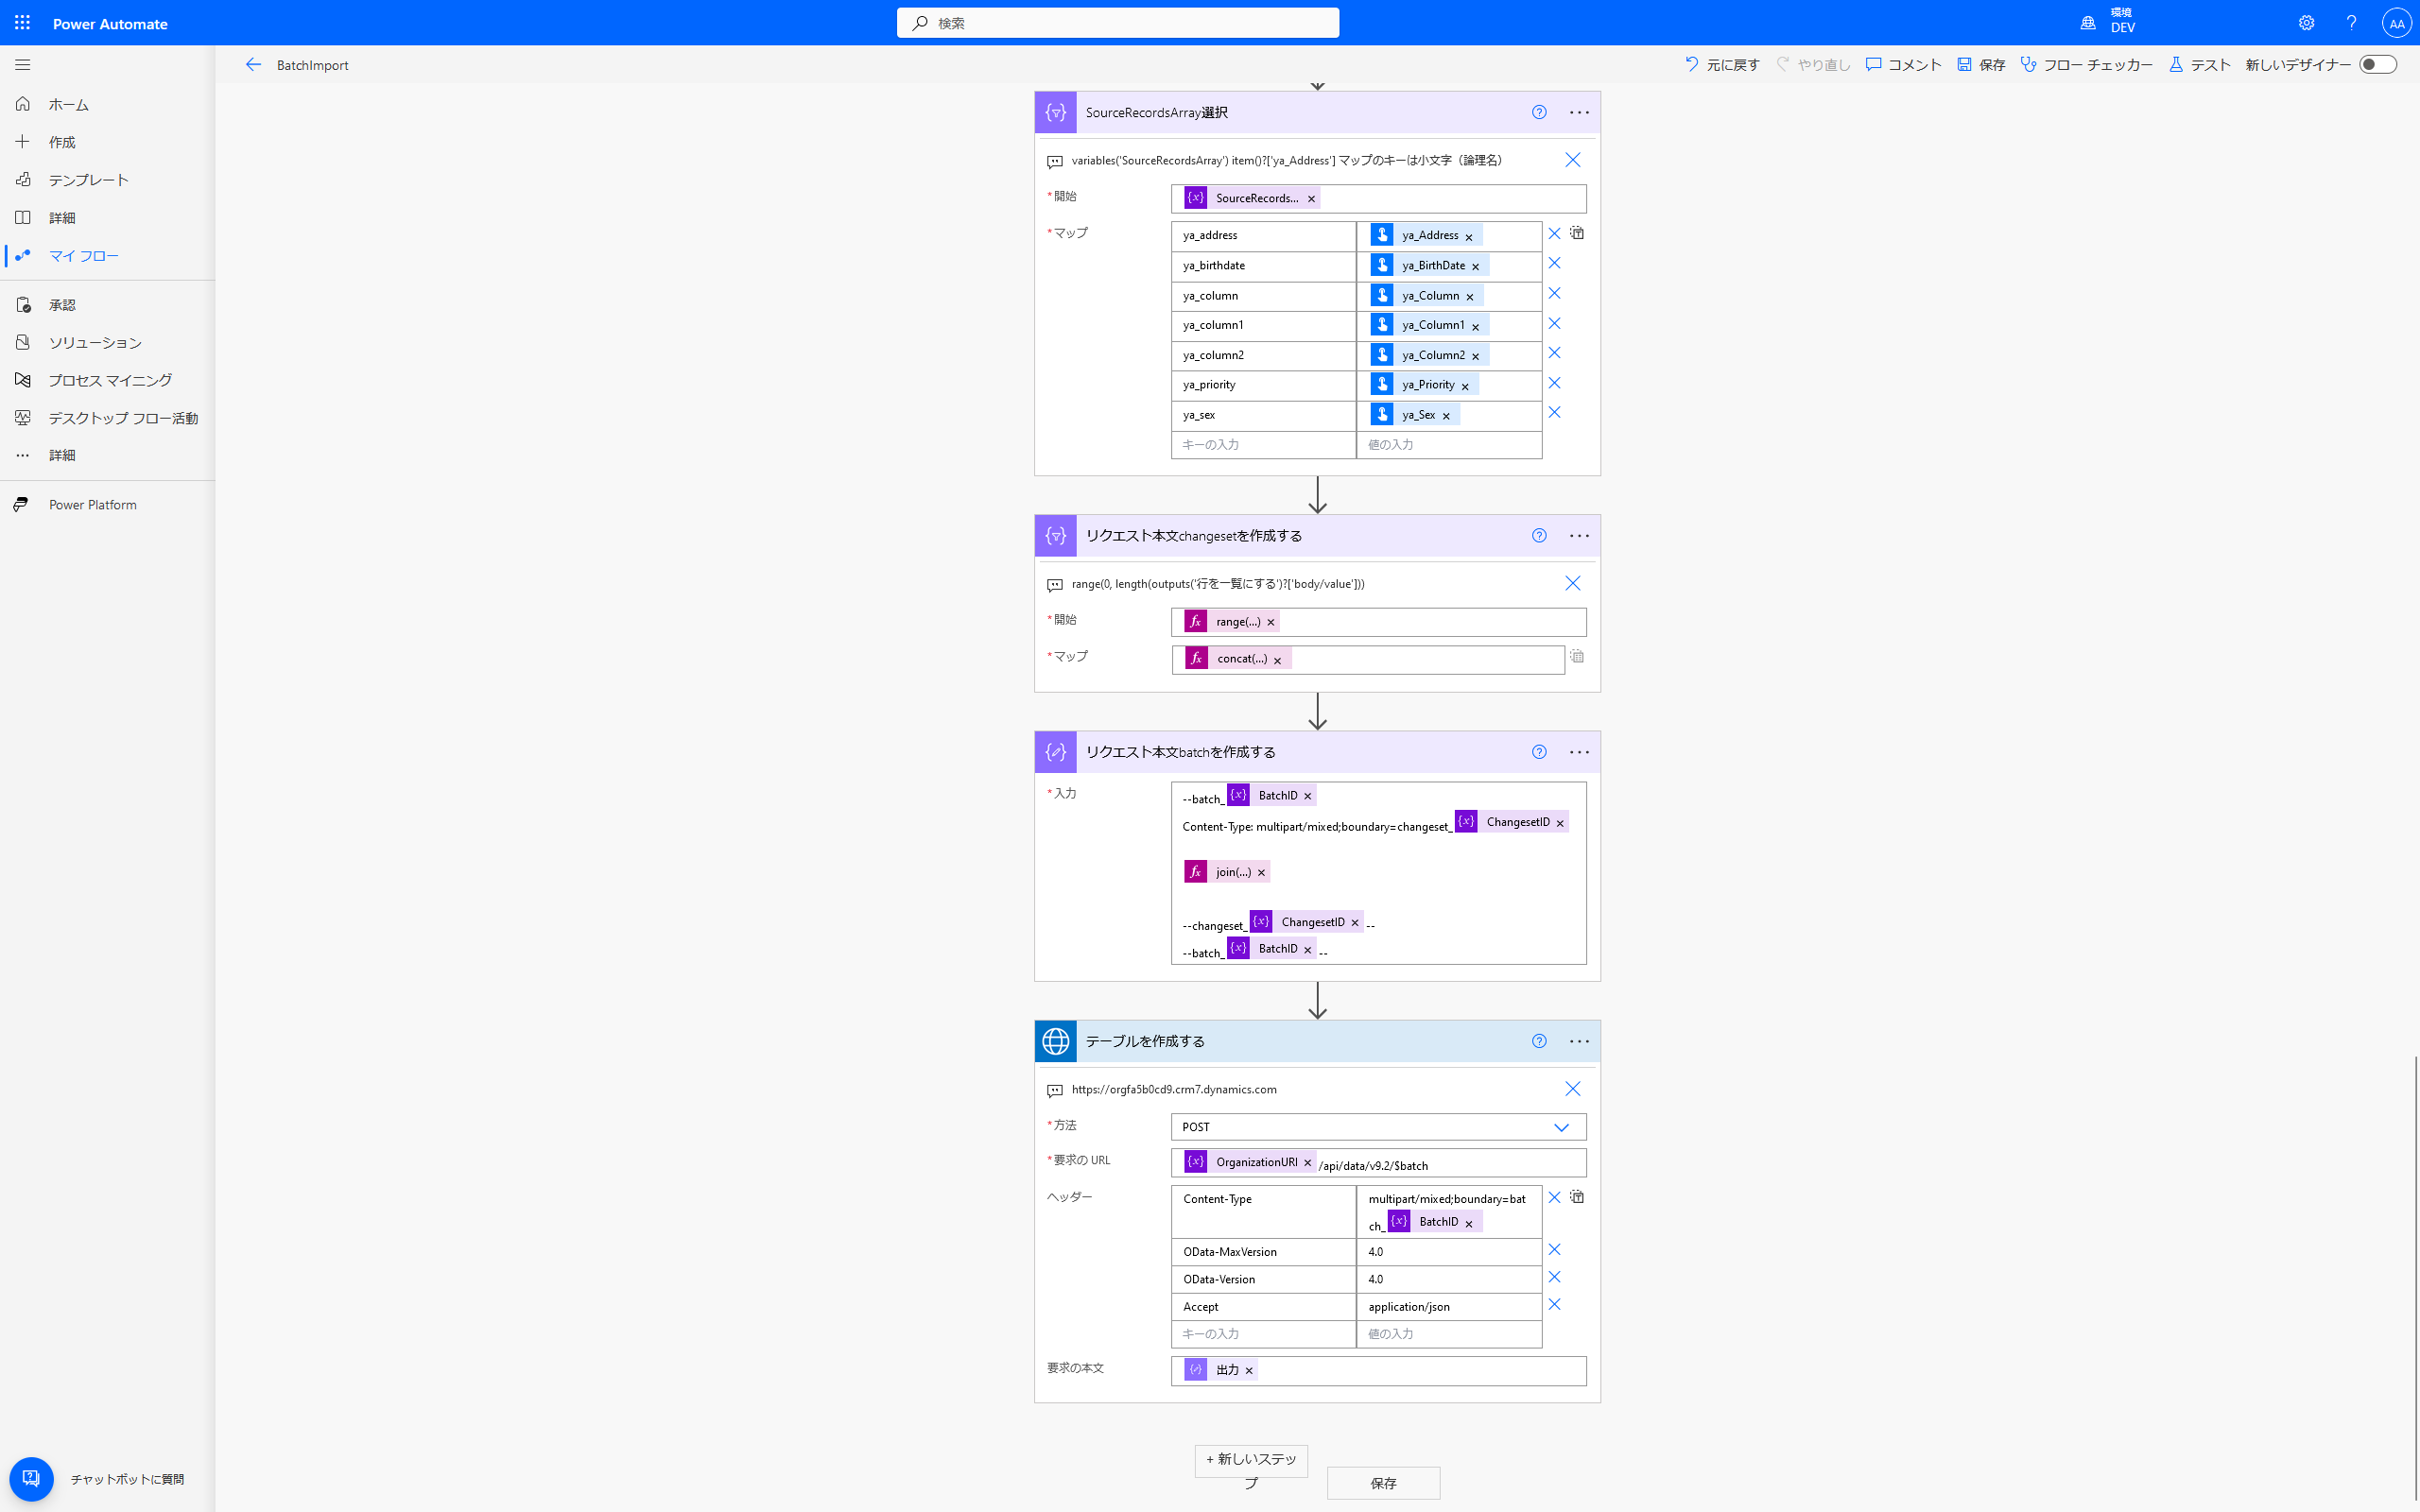 Power Automate
検索
環境
DEV
AA
BatchImport
元に戻す
やり直し
コメント
保存
フロー チェッカー
テスト
新しいデザイナー
ホーム
作成
テンプレート
詳細
マイ フロー
承認
ソリューション
プロセス マイニング
デスクトップ フロー活動
詳細
Power Platform
チャットボットに質問
SourceRecordsArray選択
variables('SourceRecordsArray') item()?['ya_Address'] マップのキーは小文字（論理名）
*開始
SourceRecords...
*マップ
ya_address ya_Address
ya_birthdate ya_BirthDate
ya_column ya_Column
ya_column1 ya_Column1
ya_column2 ya_Column2
ya_priority ya_Priority
ya_sex ya_Sex
キーの入力 値の入力
リクエスト本文changesetを作成する
range(0, length(outputs('行を一覧にする')?['body/value']))
*開始
range(...)
*マップ
concat(...)
リクエスト本文batchを作成する
*入力
--batch_ BatchID
Content-Type: multipart/mixed;boundary=changeset_ ChangesetID
join(...)
--changeset_ ChangesetID --
--batch_ BatchID --
テーブルを作成する
https://orgfa5b0cd9.crm7.dynamics.com
*方法
POST
*要求の URL
OrganizationURI /api/data/v9.2/$batch
ヘッダー
Content-Type multipart/mixed;boundary=bat
ch_ BatchID
OData-MaxVersion 4.0
OData-Version 4.0
Accept application/json
キーの入力 値の入力
要求の本文
出力
+ 新しいステッ
プ
保存